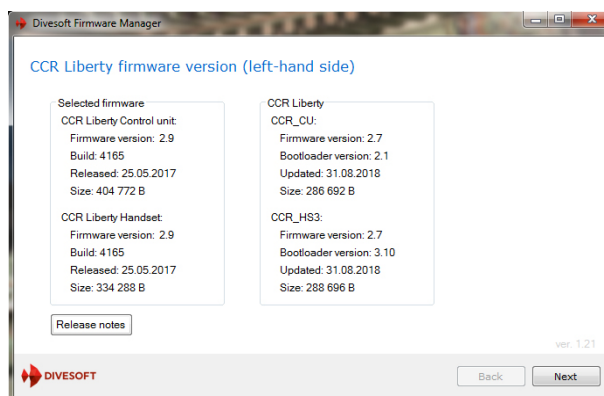 Divesoft Firmware Manager
CCR Liberty firmware version (left-hand side)
Selected firmware
CCR Liberty Control unit:
Firmware version: 2.9
Build: 4165
Released: 25.05.2017
Size: 404 772 B
CCR Liberty Handset:
Firmware version: 2.9
Build: 4165
Released: 25.05.2017
Size: 334 288 B
CCR Liberty
CCR_CU:
Firmware version: 2.7
Bootloader version: 2.1
Updated: 31.08.2018
Size: 286 692 B
CCR_HS3:
Firmware version: 2.7
Bootloader version: 3.10
Updated: 31.08.2018
Size: 288 696 B
Release notes
ver. 1.21
DIVESOFT
Back
Next